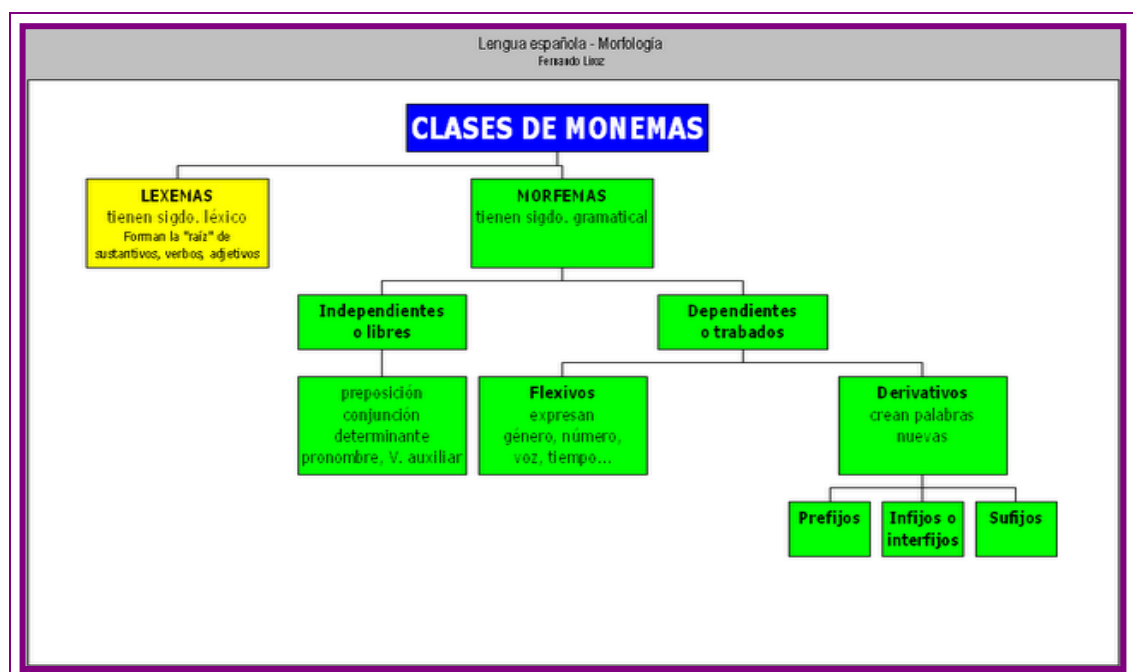 Lengua española - Morfología
Fernando Liroz
CLASES DE MONEMAS
LEXEMAS
tienen sigdo. léxico
Forman la "raíz" de
sustantivos, verbos, adjetivos
MORFEMAS
tienen sigdo. gramatical
Independientes
o libres
Dependientes
o trabados
preposición
conjunción
determinante
pronombre, V. auxiliar
Flexivos
expresan
género, número,
voz, tiempo...
Derivativos
crean palabras
nuevas
Prefijos
Infijos o
interfijos
Sufijos